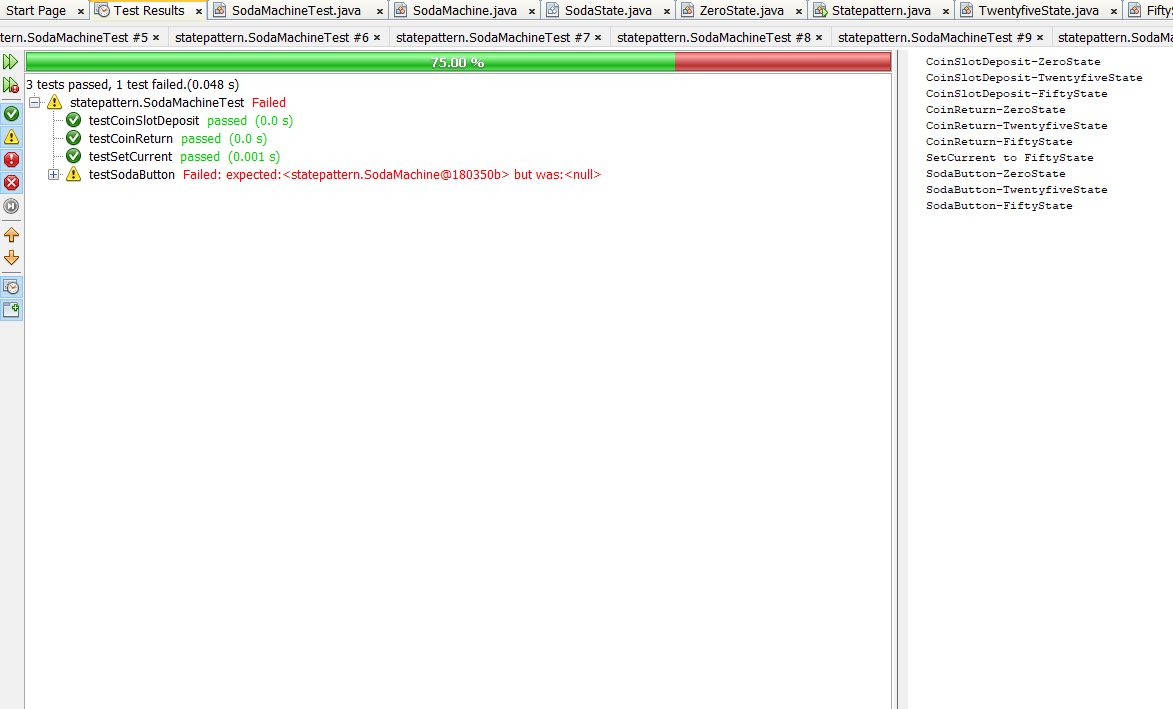 Start Page Test Results SodaMachineTest.java SodaMachine.java SodaState.java ZeroState.java Statepattern.java TwentyfiveState.java Fifty
tern.SodaMachineTest #5 statepattern.SodaMachineTest #6 statepattern.SodaMachineTest #7 statepattern.SodaMachineTest #8 statepattern.SodaMachineTest #9 statepattern.SodaMa
75.00 %
3 tests passed, 1 test failed.(0.048 s)
statepattern.SodaMachineTest Failed
testCoinSlotDeposit passed (0.0 s)
testCoinReturn passed (0.0 s)
testSetCurrent passed (0.001 s)
testSodaButton Failed: expected:<statepattern.SodaMachine@180350b> but was:<null>
CoinSlotDeposit-ZeroState
CoinSlotDeposit-TwentyfiveState
CoinSlotDeposit-FiftyState
CoinReturn-ZeroState
CoinReturn-TwentyfiveState
CoinReturn-FiftyState
SetCurrent to FiftyState
SodaButton-ZeroState
SodaButton-TwentyfiveState
SodaButton-FiftyState